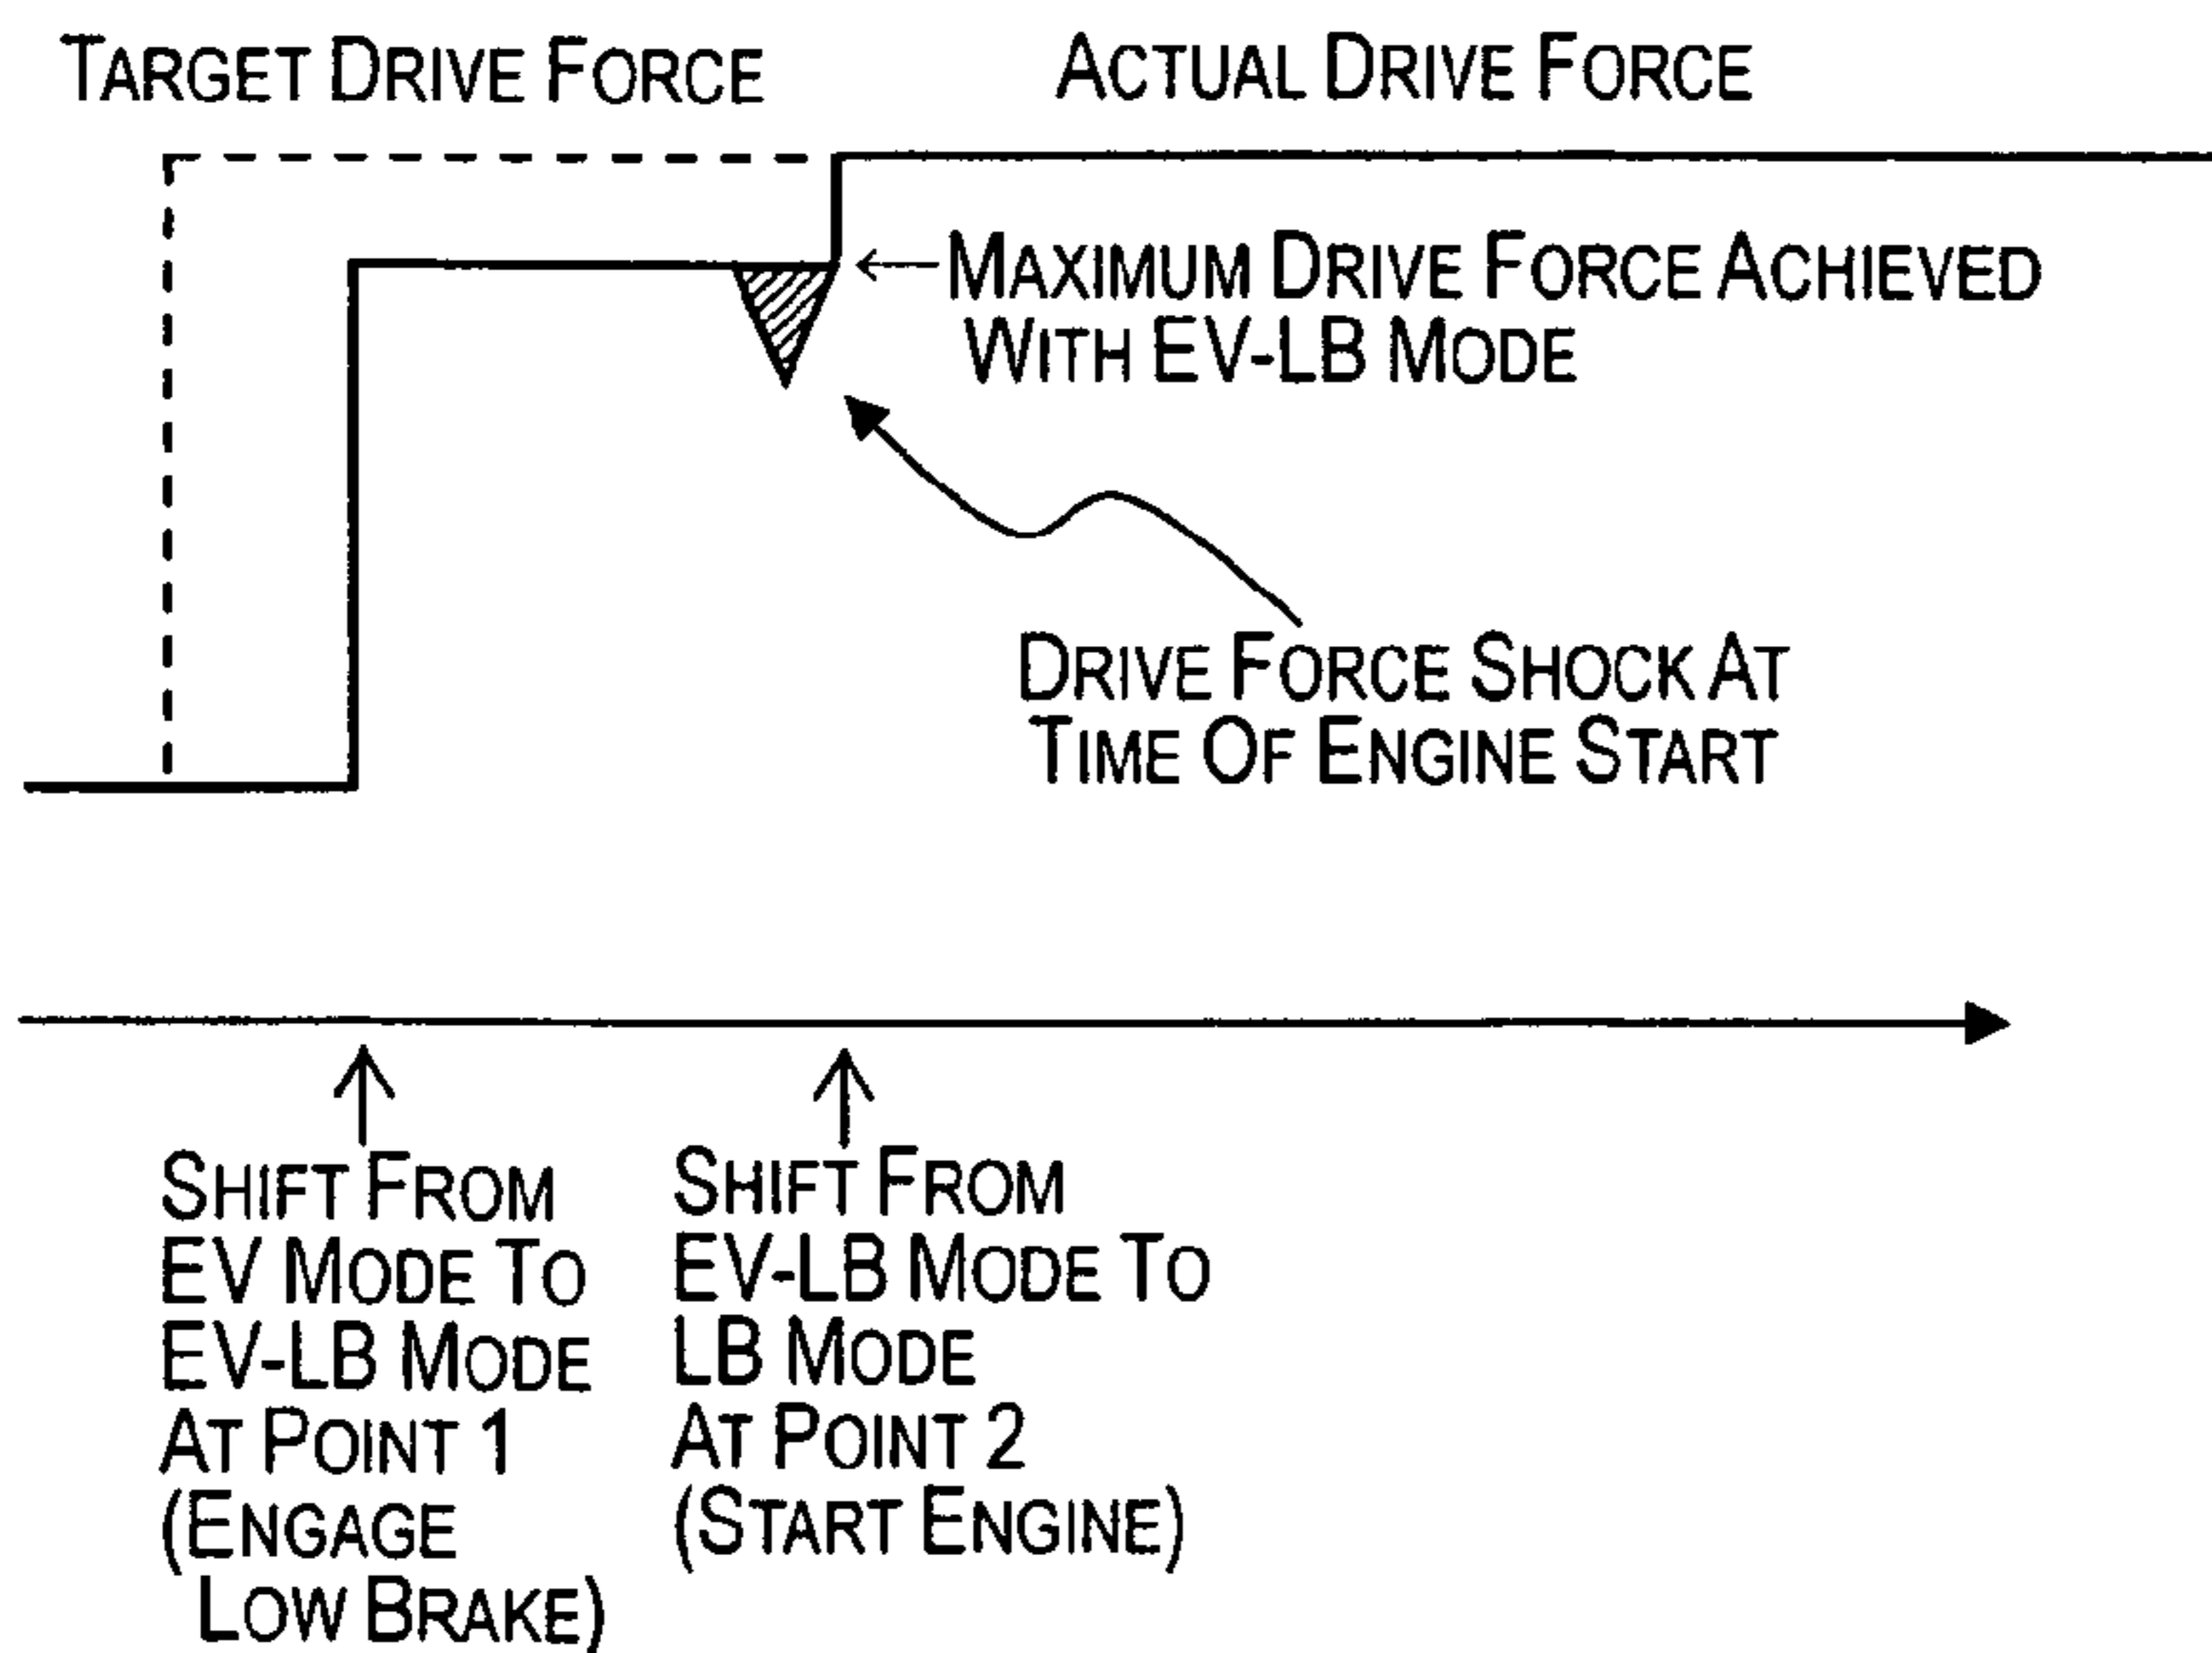 TARGET DRIVE FORCE
ACTUAL DRIVE FORCE
MAXIMUM DRIVE FORCE ACHIEVED
WITH EV-LB MODE
DRIVE FORCE SHOCK AT
TIME OF ENGINE START
SHIFT FROM
EV MODE TO
EV-LB MODE
AT POINT 1
(ENGAGE
LOW BRAKE)
SHIFT FROM
EV-LB MODE TO
LB MODE
AT POINT 2
(START ENGINE)